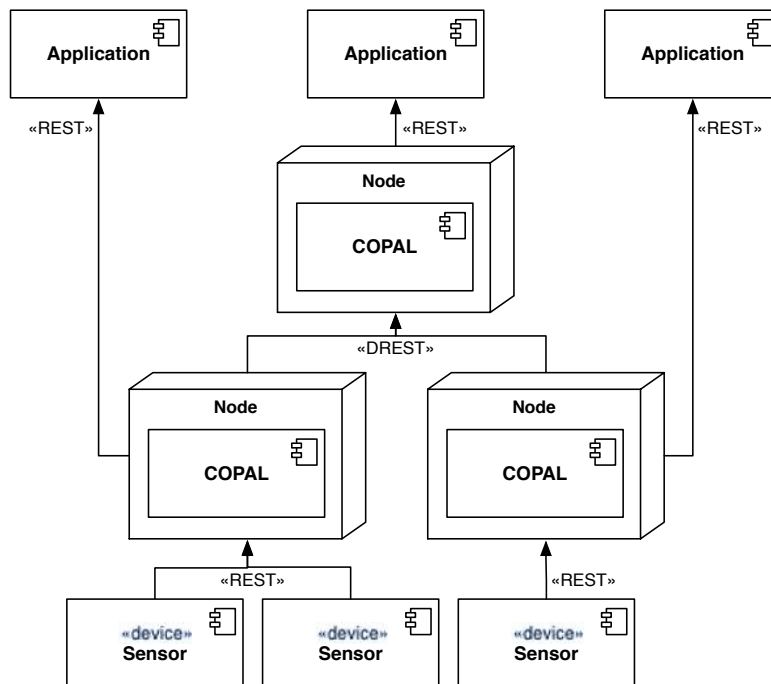 Application
Application
Application
«REST»
«REST»
«REST»
Node
COPAL
«DREST»
Node
Node
COPAL
COPAL
«REST»
«REST»
«device»
Sensor
«device»
Sensor
«device»
Sensor